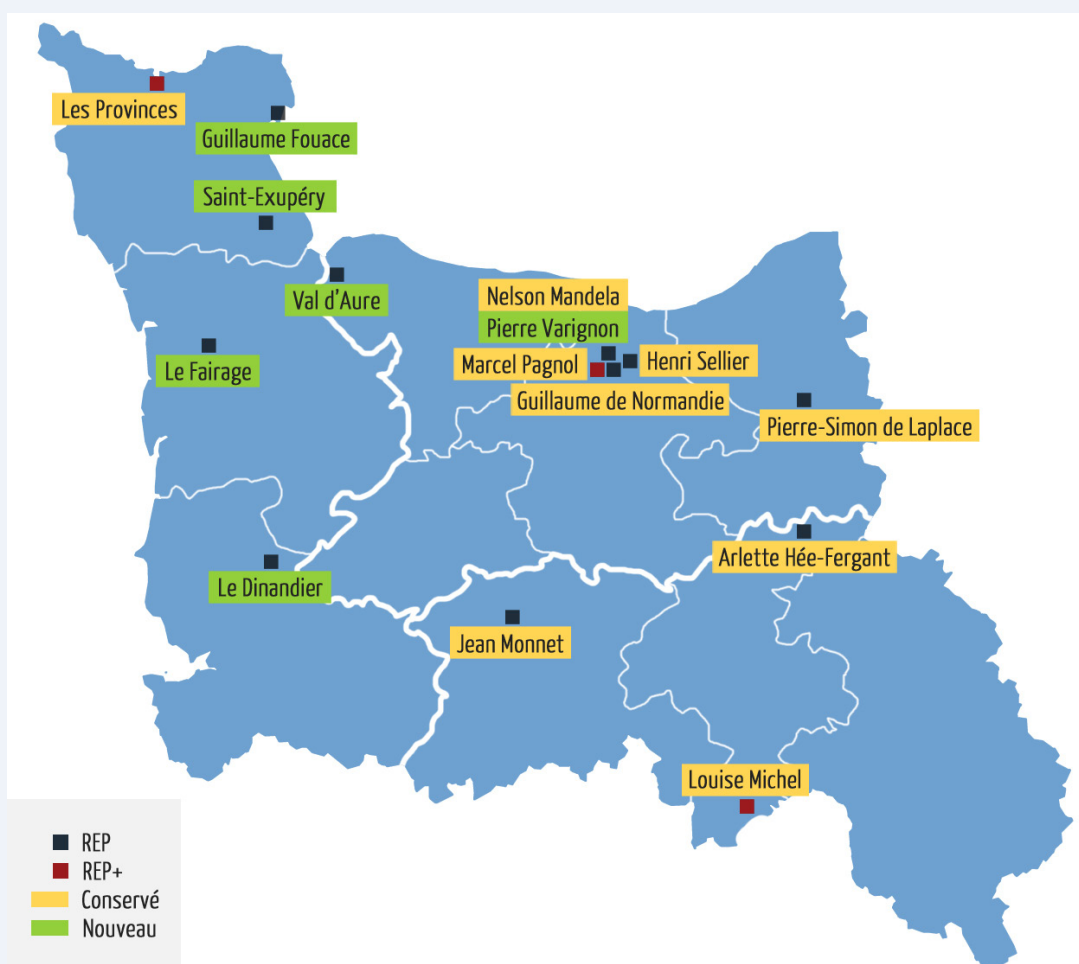 Les Provinces
Guillaume Fouace
Saint-Exupéry
Val d'Aure
Nelson Mandela
Pierre Varignon
Le Fairage
Marcel Pagnol
Henri Sellier
Guillaume de Normandie
Pierre-Simon de Laplace
Arlette Hée-Fergant
Le Dinandier
Jean Monnet
Louise Michel
REP
REP+
Conservé
Nouveau